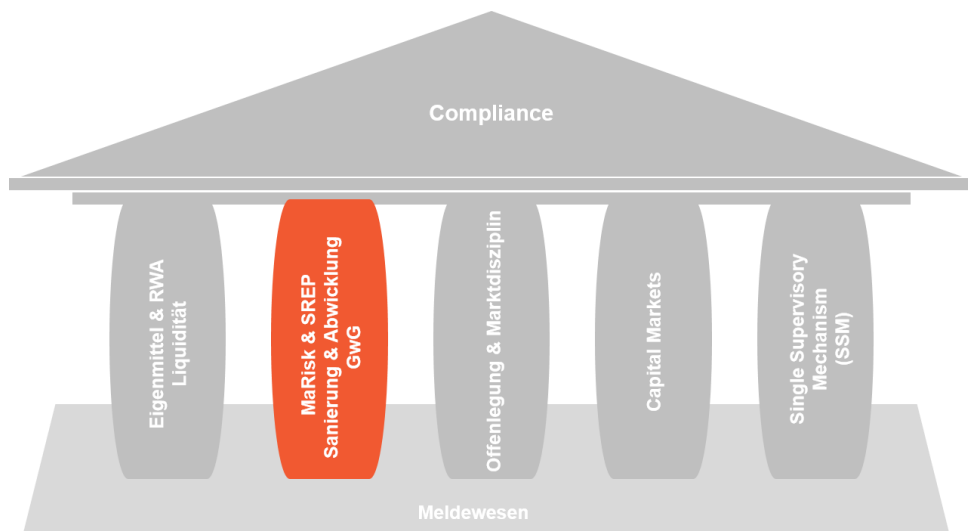 Compliance
Eigenmittel & RWA
Liquidität
MaRisk & SREP
Sanierung & Abwicklung
GwG
Offenlegung & Marktdisziplin
Capital Markets
Single Supervisory
Mechanism
(SSM)
Meldewesen